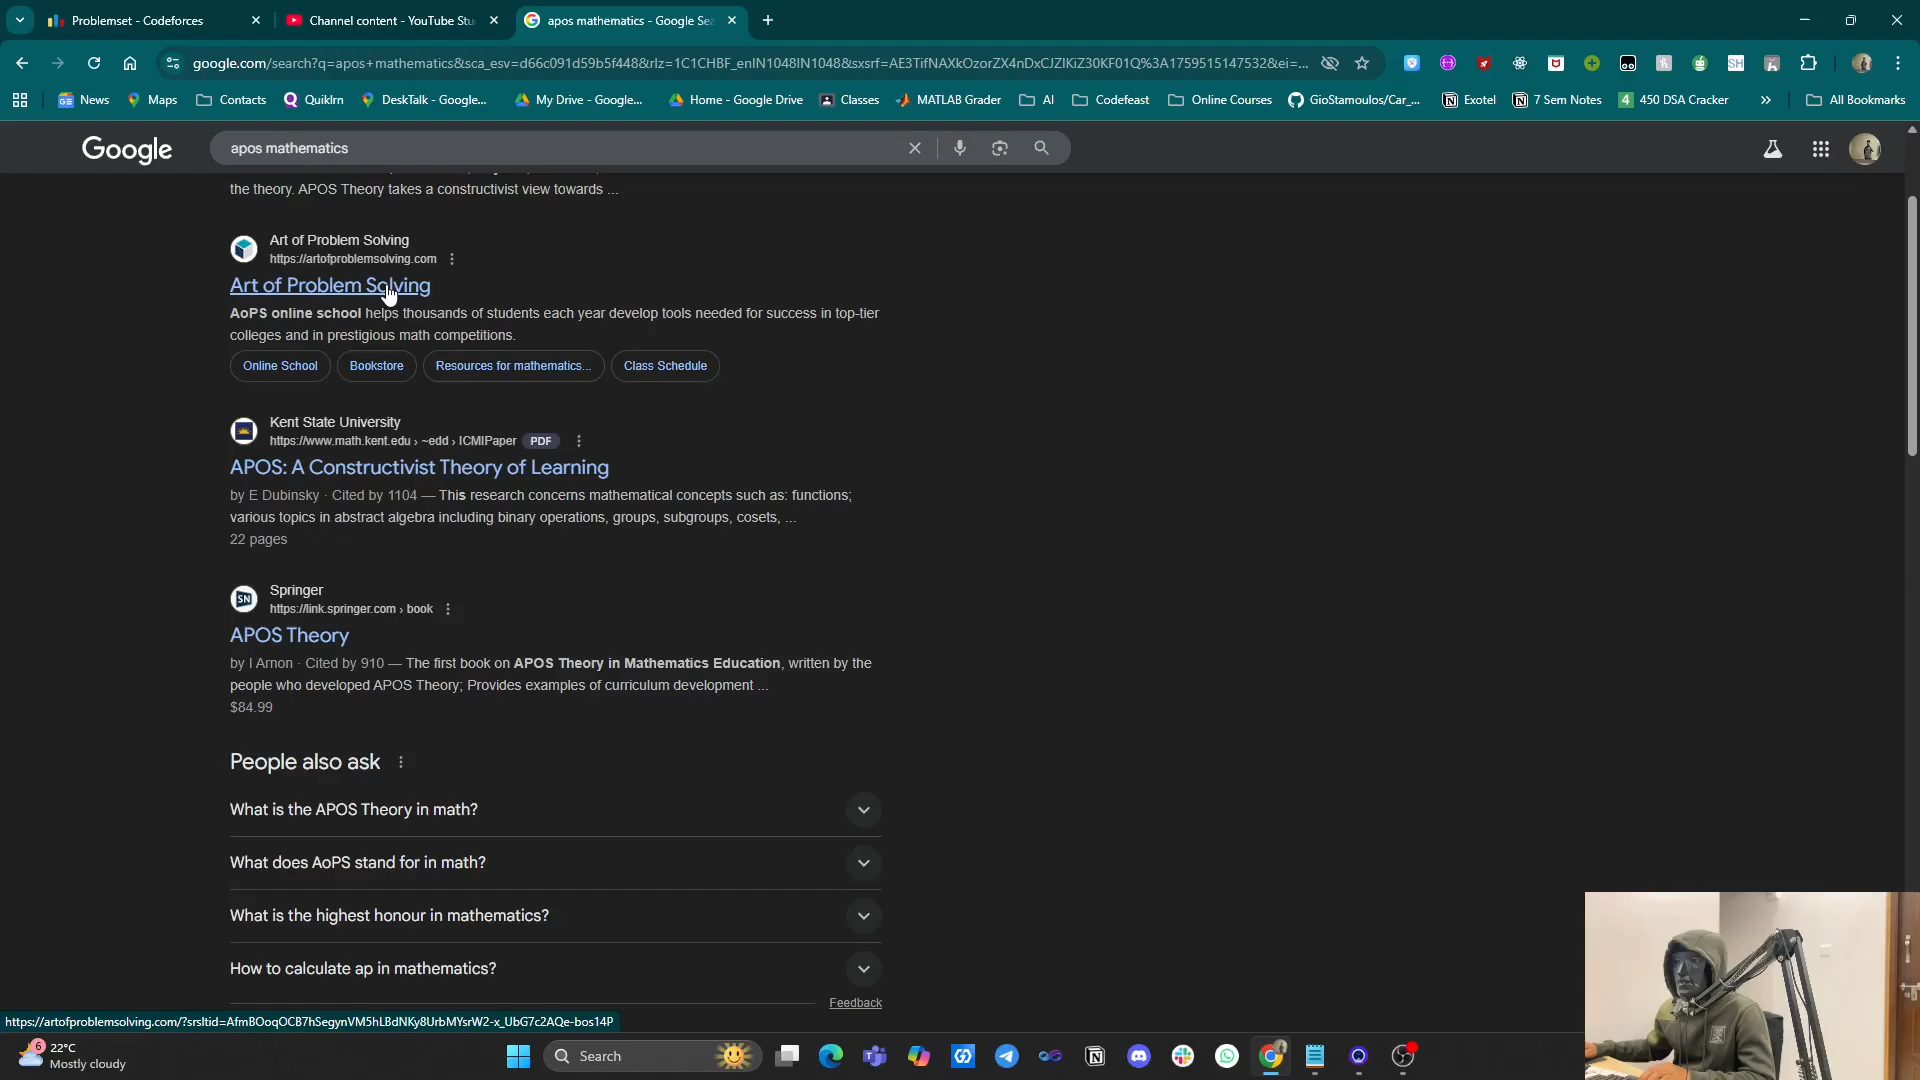 Problemset - Codeforces
Channel content - YouTube Stu
apos mathematics - Google Sea
google.com/search?q=apos+mathematics&sca_esv=d66c091d59b5f448&rlz=1C1CHBF_enIN1048IN1048&sxsrf=AE3TifNAXkOzorZX4nDxCJZIKiZ30KF01Q%3A1759515147532&ei=...
News
Maps
Contacts
Quiklrn
DeskTalk - Google...
My Drive - Google...
Home - Google Drive
Classes
MATLAB Grader
AI
Codefeast
Online Courses
GioStamoulos/Car_...
Exotel
7 Sem Notes
450 DSA Cracker
All Bookmarks
Google
apos mathematics
the theory. APOS Theory takes a constructivist view towards ...
Art of Problem Solving
https://artofproblemsolving.com
Art of Problem Solving
AoPS online school helps thousands of students each year develop tools needed for success in top-tier
colleges and in prestigious math competitions.
Online School
Bookstore
Resources for mathematics...
Class Schedule
Kent State University
https://www.math.kent.edu › ~edd › ICMIPaper PDF
APOS: A Constructivist Theory of Learning
by E Dubinsky · Cited by 1104 — This research concerns mathematical concepts such as: functions;
various topics in abstract algebra including binary operations, groups, subgroups, cosets, ...
22 pages
Springer
https://link.springer.com › book
APOS Theory
by I Arnon · Cited by 910 — The first book on APOS Theory in Mathematics Education, written by the
people who developed APOS Theory; Provides examples of curriculum development ...
$84.99
People also ask
What is the APOS Theory in math?
What does AoPS stand for in math?
What is the highest honour in mathematics?
How to calculate ap in mathematics?
Feedback
https://artofproblemsolving.com/?srsltid=AfmBOoqOCB7hSegynVM5hLBdNKy8UrbMYsrW2-x_UbG7c2AQe-bos14P
6
22°C
Mostly cloudy
Search